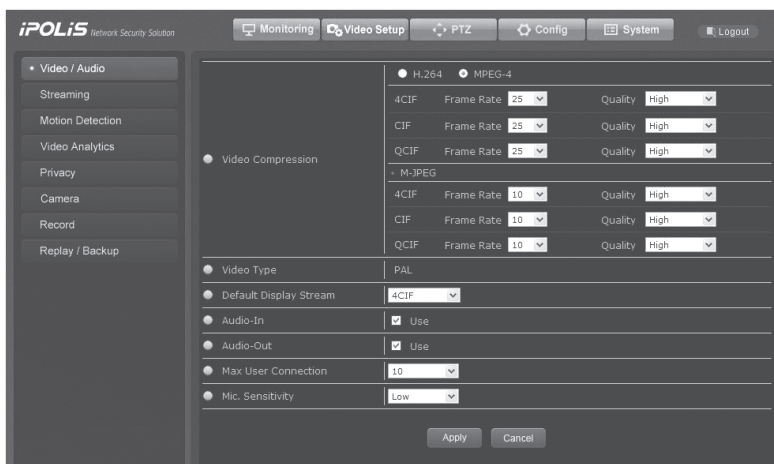 iPOLiS Network Security Solution
Monitoring Video Setup PTZ Config System Logout
Video / Audio
Streaming
Motion Detection
Video Analytics
Privacy
Camera
Record
Replay / Backup
Video Compression
H.264 MPEG-4
4CIF Frame Rate 25 Quality High
CIF Frame Rate 25 Quality High
QCIF Frame Rate 25 Quality High
M-JPEG
4CIF Frame Rate 10 Quality High
CIF Frame Rate 10 Quality High
QCIF Frame Rate 10 Quality High
Video Type PAL
Default Display Stream 4CIF
Audio-In Use
Audio-Out Use
Max User Connection 10
Mic. Sensitivity Low
Apply Cancel